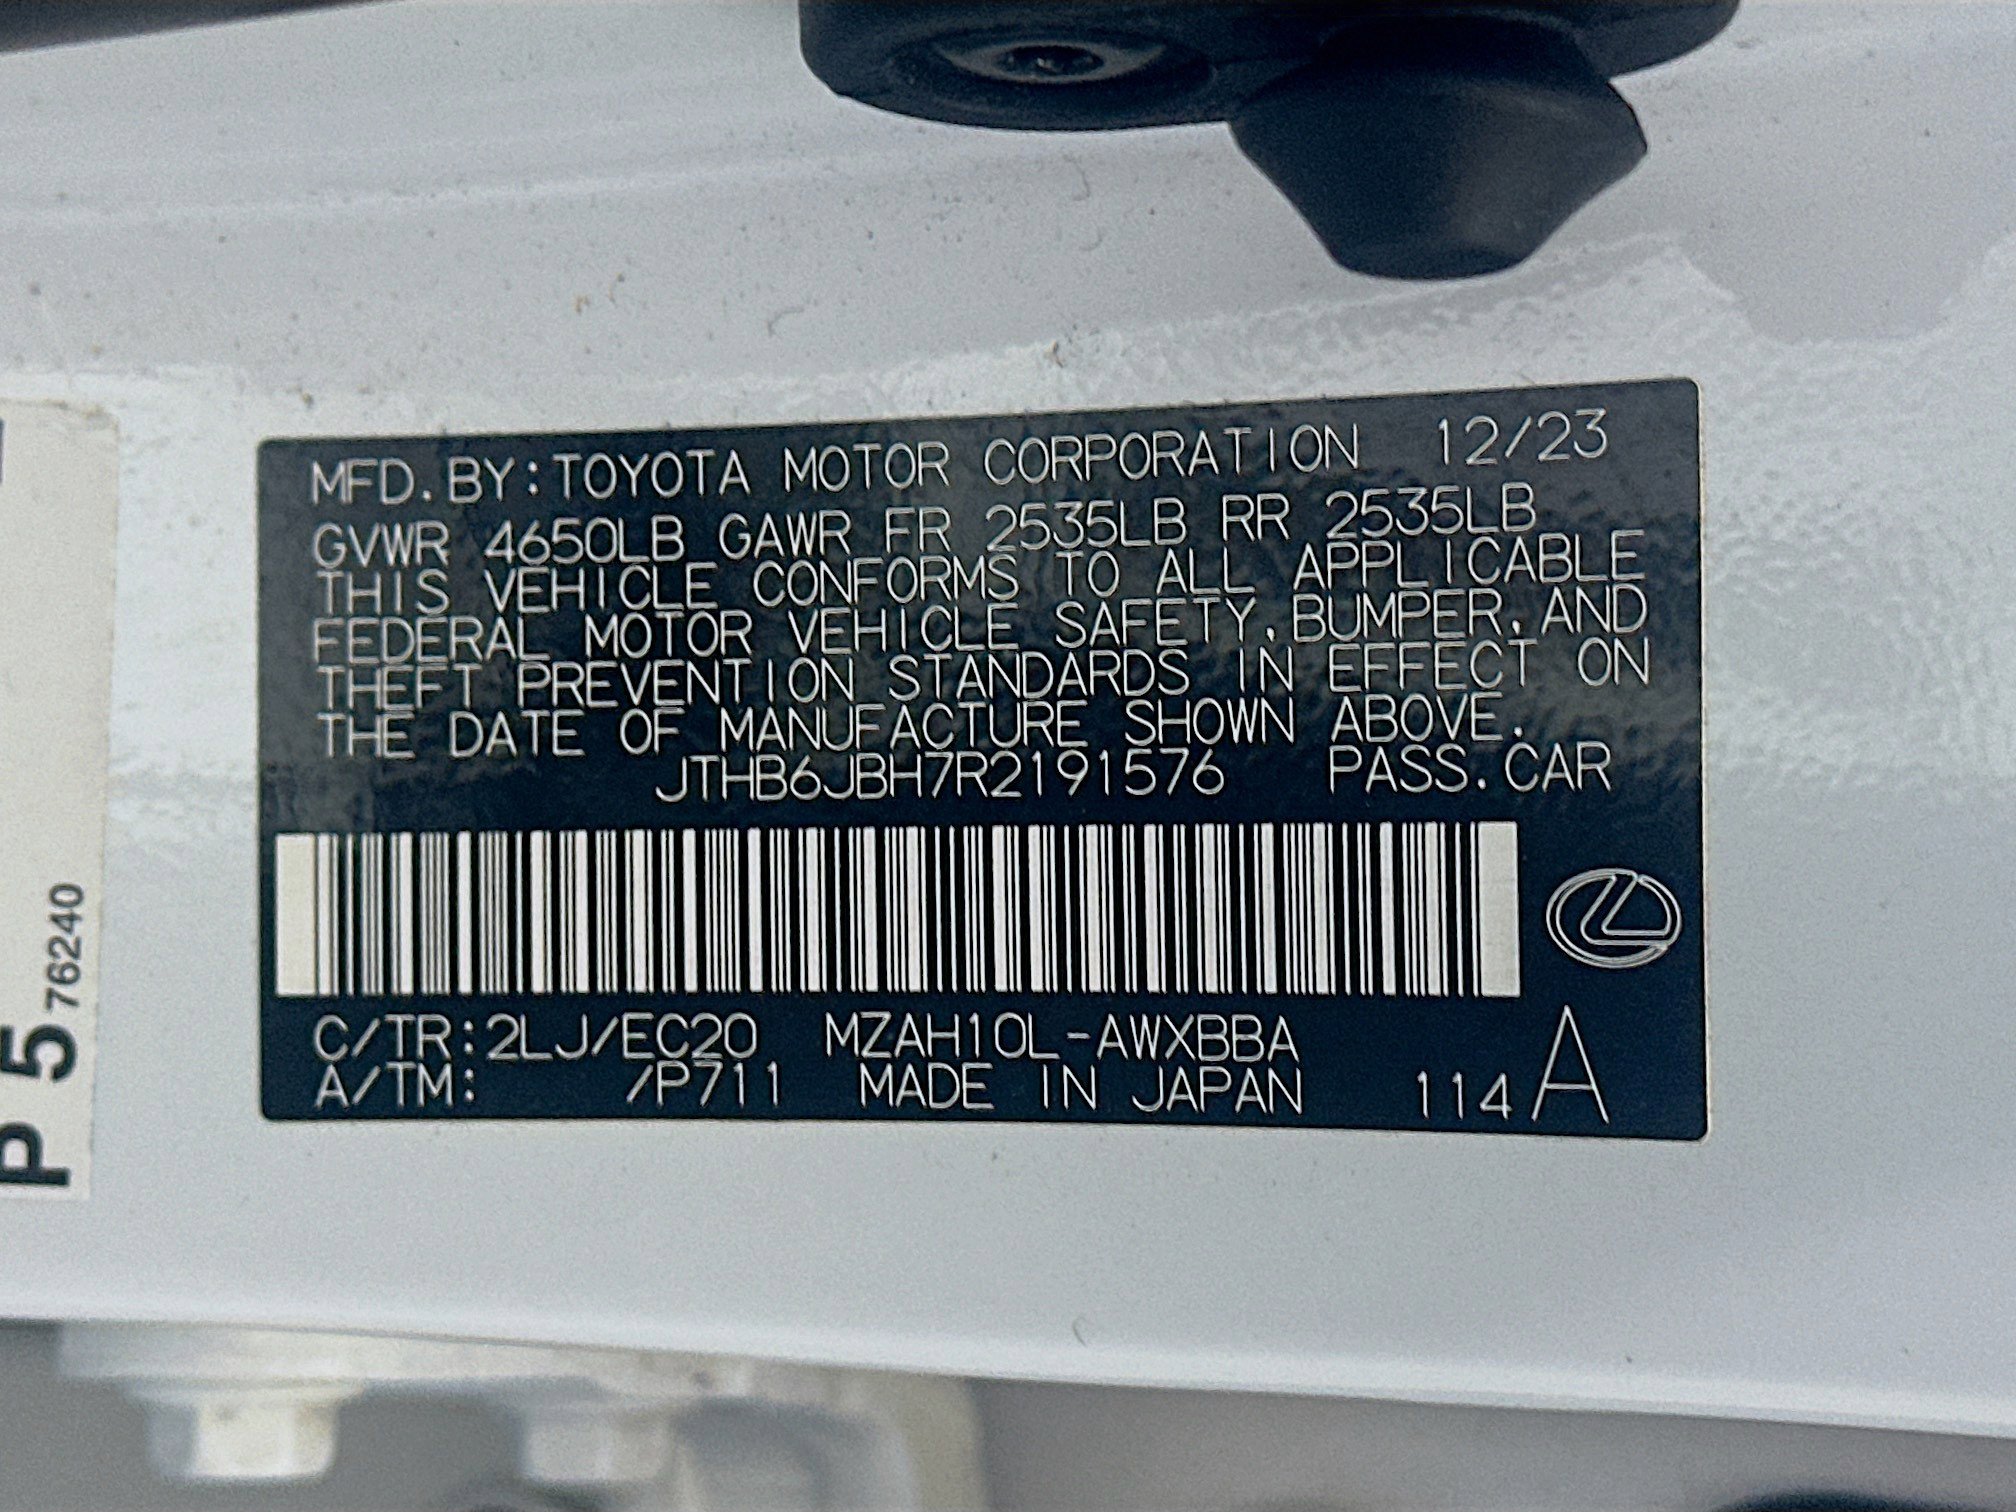 MFD. BY: TOYOTA MOTOR CORPORATION 12/23
GVWR 4650LB GAWR FR 2535LB RR 2535LB
THIS VEHICLE CONFORMS TO ALL APPLICABLE
FEDERAL MOTOR VEHICLE SAFETY, BUMPER, AND
THEFT PREVENTION STANDARDS IN EFFECT ON
THE DATE OF MANUFACTURE SHOWN ABOVE.
JTHB6JBH7R2191576 PASS. CAR
C/TR: 2LJ/EC20 MZAH10L-AWXBBA
A/TM: /P711 MADE IN JAPAN 114 A
P 5 76240